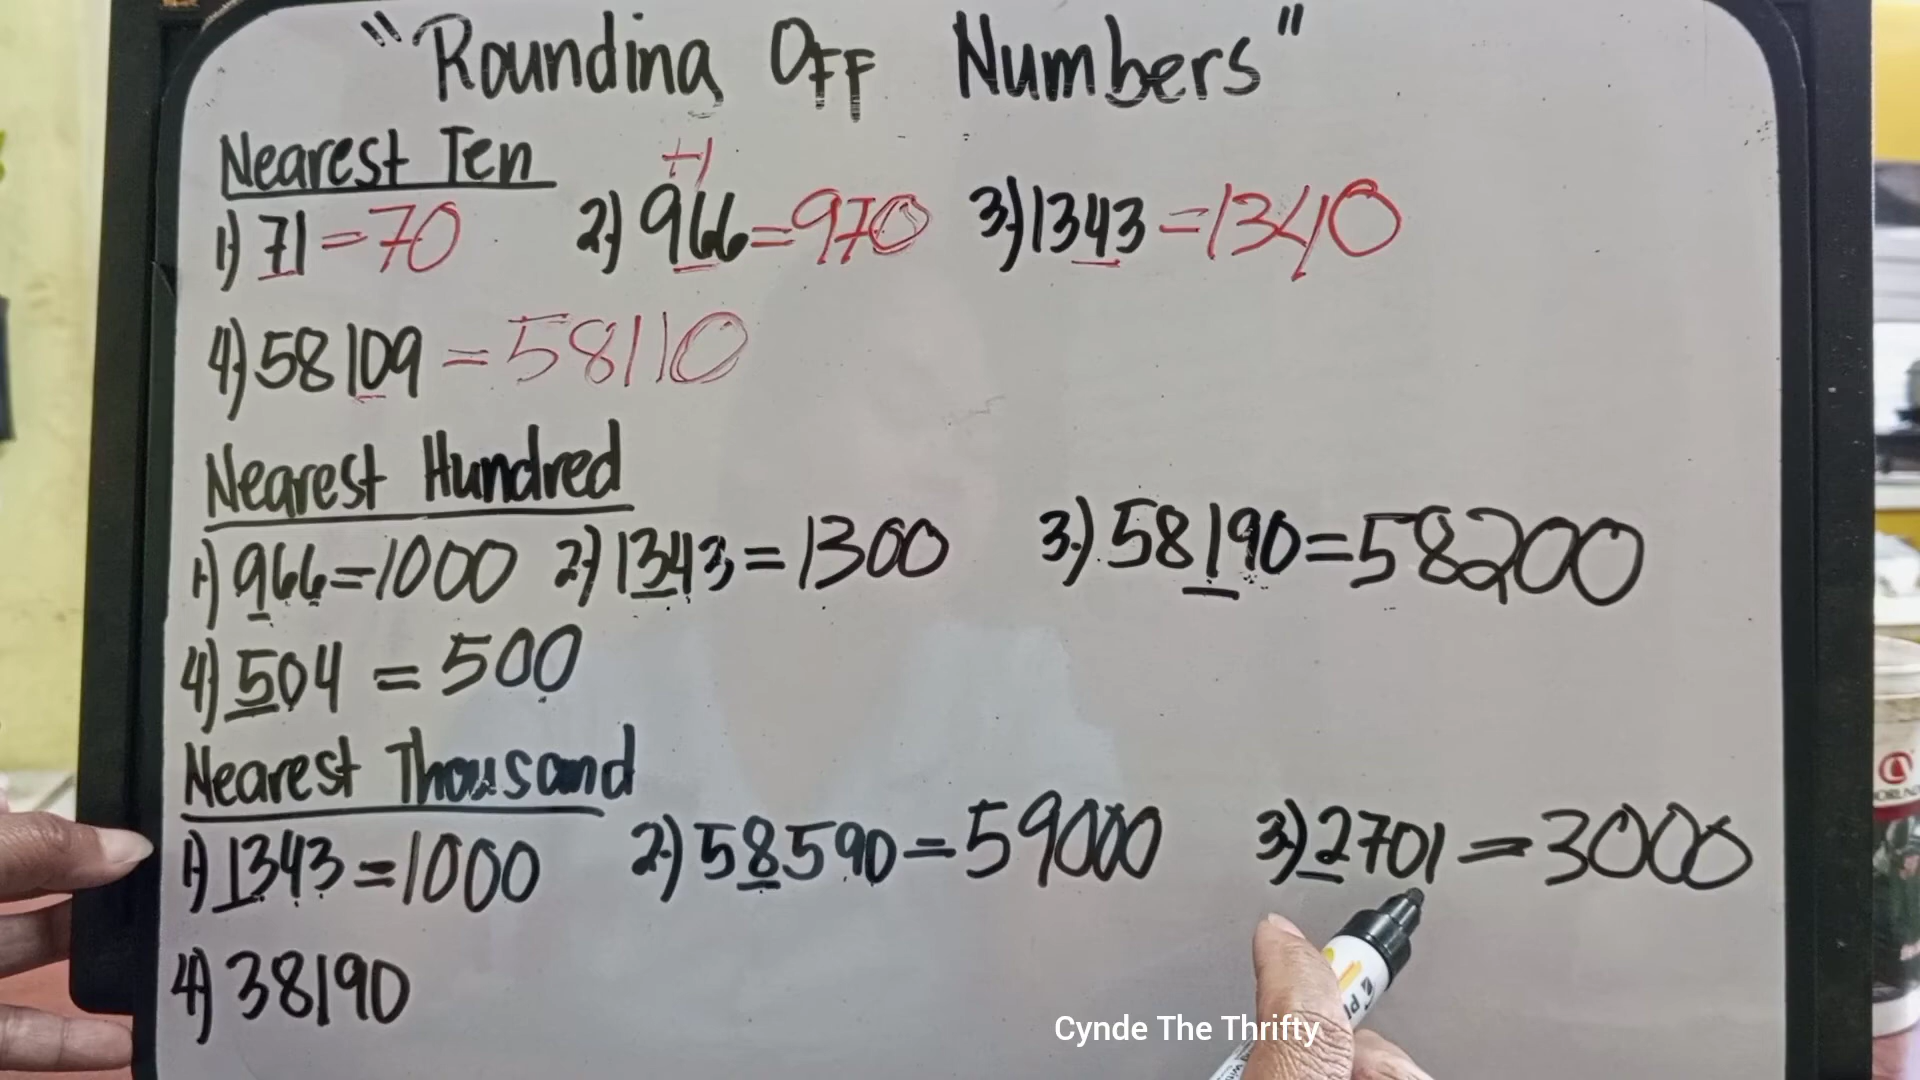 "Rounding Off Numbers"
Nearest Ten
+1
1) 71 = 70 2.) 966 = 970 3.) 1343 = 1340
4.) 58109 = 58110
Nearest Hundred
1.) 966 = 1000 2.) 1343 = 1300 3.) 58190 = 58200
4.) 504 = 500
Nearest Thousand
1.) 1343 = 1000 2.) 58590 = 59000 3.) 2701 = 3000
4.) 38190
Cynde The Thrifty